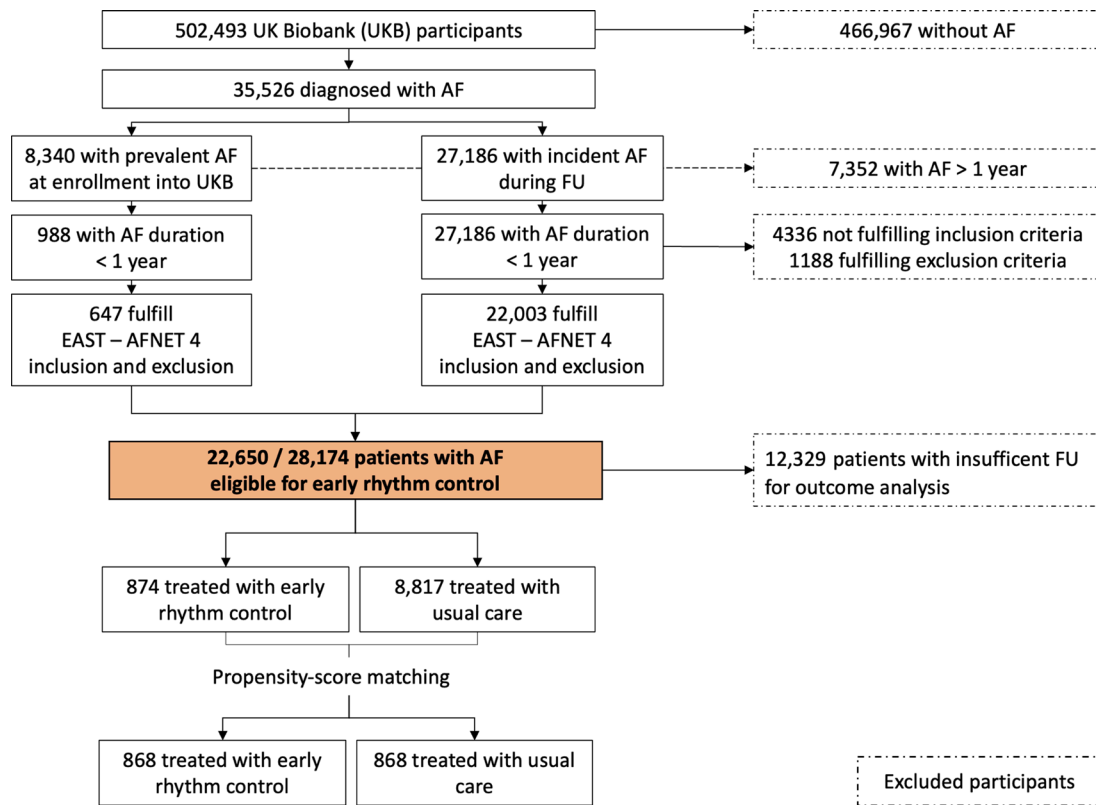 502,493 UK Biobank (UKB) participants
466,967 without AF
35,526 diagnosed with AF
8,340 with prevalent AF
at enrollment into UKB
27,186 with incident AF
during FU
7,352 with AF > 1 year
988 with AF duration
< 1 year
27,186 with AF duration
< 1 year
4336 not fulfilling inclusion criteria
1188 fulfilling exclusion criteria
647 fulfill
EAST – AFNET 4
inclusion and exclusion
22,003 fulfill
EAST – AFNET 4
inclusion and exclusion
22,650 / 28,174 patients with AF
eligible for early rhythm control
12,329 patients with insufficent FU
for outcome analysis
874 treated with early
rhythm control
8,817 treated with
usual care
Propensity-score matching
868 treated with early
rhythm control
868 treated with usual
care
Excluded participants